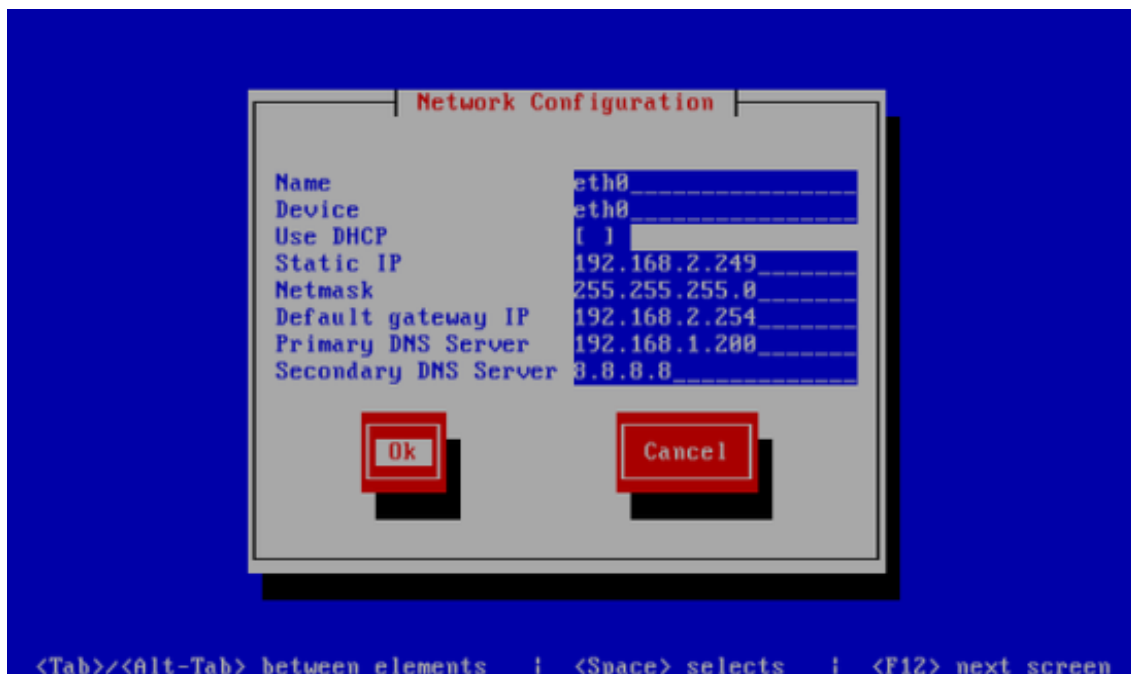 Network Configuration
Name eth0
Device eth0
Use DHCP [ ]
Static IP 192.168.2.249
Netmask 255.255.255.0
Default gateway IP 192.168.2.254
Primary DNS Server 192.168.1.200
Secondary DNS Server 8.8.8.8
Ok Cancel
<Tab>/<Alt-Tab> between elements | <Space> selects | <F12> next screen